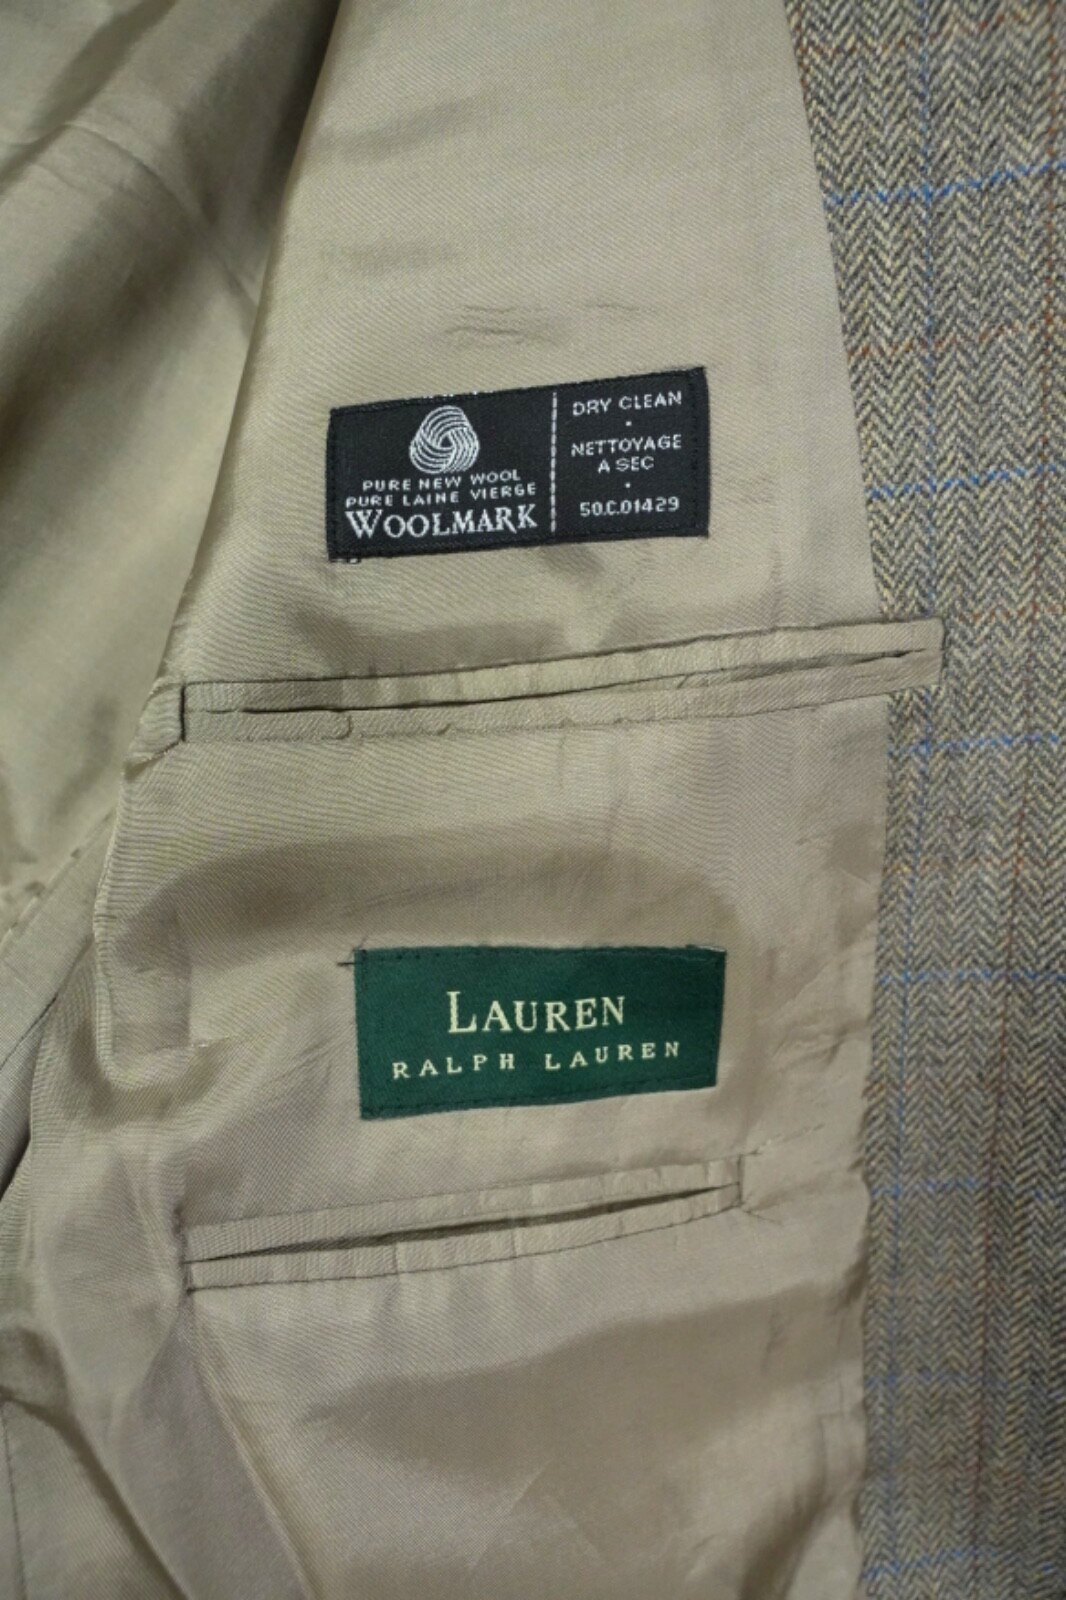 PURE NEW WOOL
PURE LAINE VIERGE
WOOLMARK
DRY CLEAN
NETTOYAGE
A SEC
50.C.01429
LAUREN
RALPH LAUREN